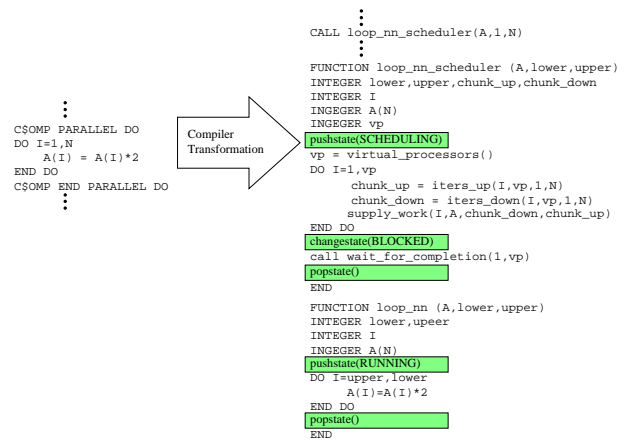 C$OMP PARALLEL DO
DO I=1,N
A(I) = A(I)*2
END DO
C$OMP END PARALLEL DO
Compiler
Transformation
CALL loop_nn_scheduler(A,1,N)
FUNCTION loop_nn_scheduler (A,lower,upper)
INTEGER lower,upper,chunk_up,chunk_down
INTEGER I
INGEGER A(N)
INGEGER vp
pushstate(SCHEDULING)
vp = virtual_processors()
DO I=1,vp
chunk_up = iters_up(I,vp,1,N)
chunk_down = iters_down(I,vp,1,N)
supply_work(I,A,chunk_down,chunk_up)
END DO
changestate(BLOCKED)
call wait_for_completion(1,vp)
popstate()
END
FUNCTION loop_nn (A,lower,upper)
INTEGER lower,upeer
INTEGER I
INGEGER A(N)
pushstate(RUNNING)
DO I=upper,lower
A(I)=A(I)*2
END DO
popstate()
END